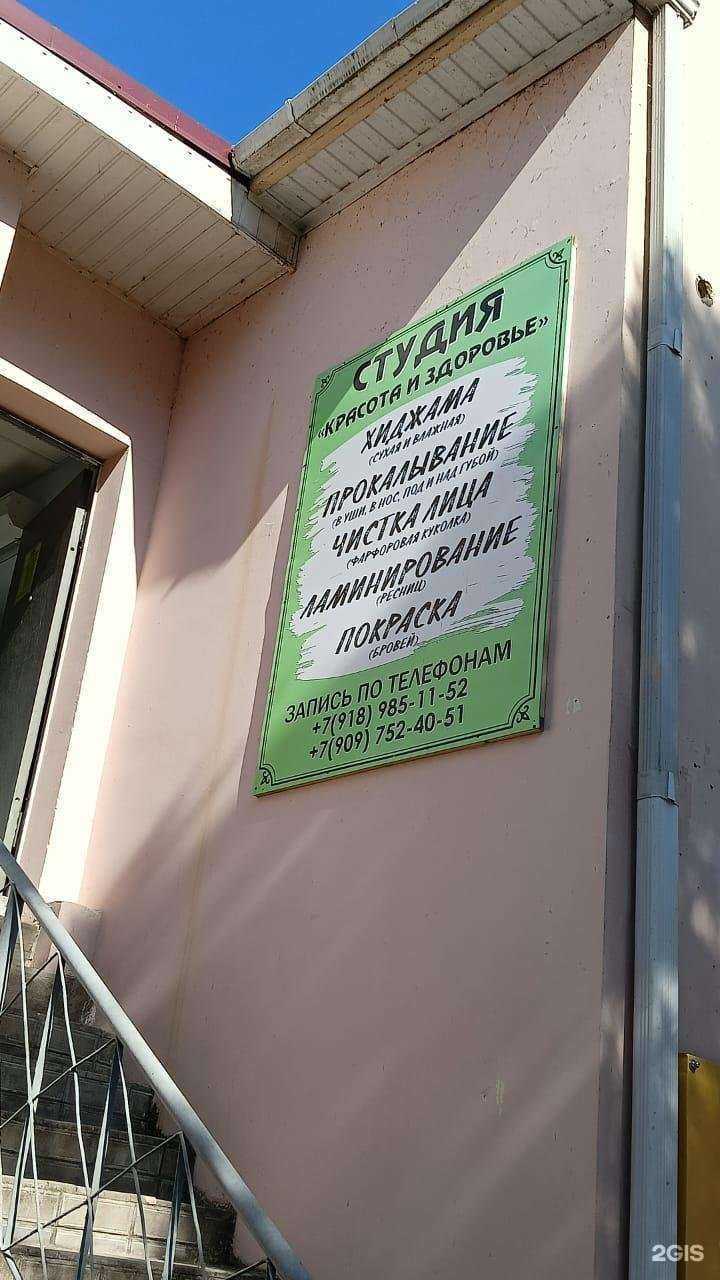 СТУДИЯ
«КРАСОТА И ЗДОРОВЬЕ»
ХИДЖАМА
(СУХАЯ И ВЛАЖНАЯ)
ПРОКАЛЫВАНИЕ
(В УШИ, В НОС, ПОД И НАД ГУБОЙ)
ЧИСТКА ЛИЦА
(ФАРФОРОВАЯ КУКОЛКА)
ЛАМИНИРОВАНИЕ
(РЕСНИЦ)
ПОКРАСКА
(БРОВЕЙ)
ЗАПИСЬ ПО ТЕЛЕФОНАМ
+7(918) 985-11-52
+7(909) 752-40-51
2GIS